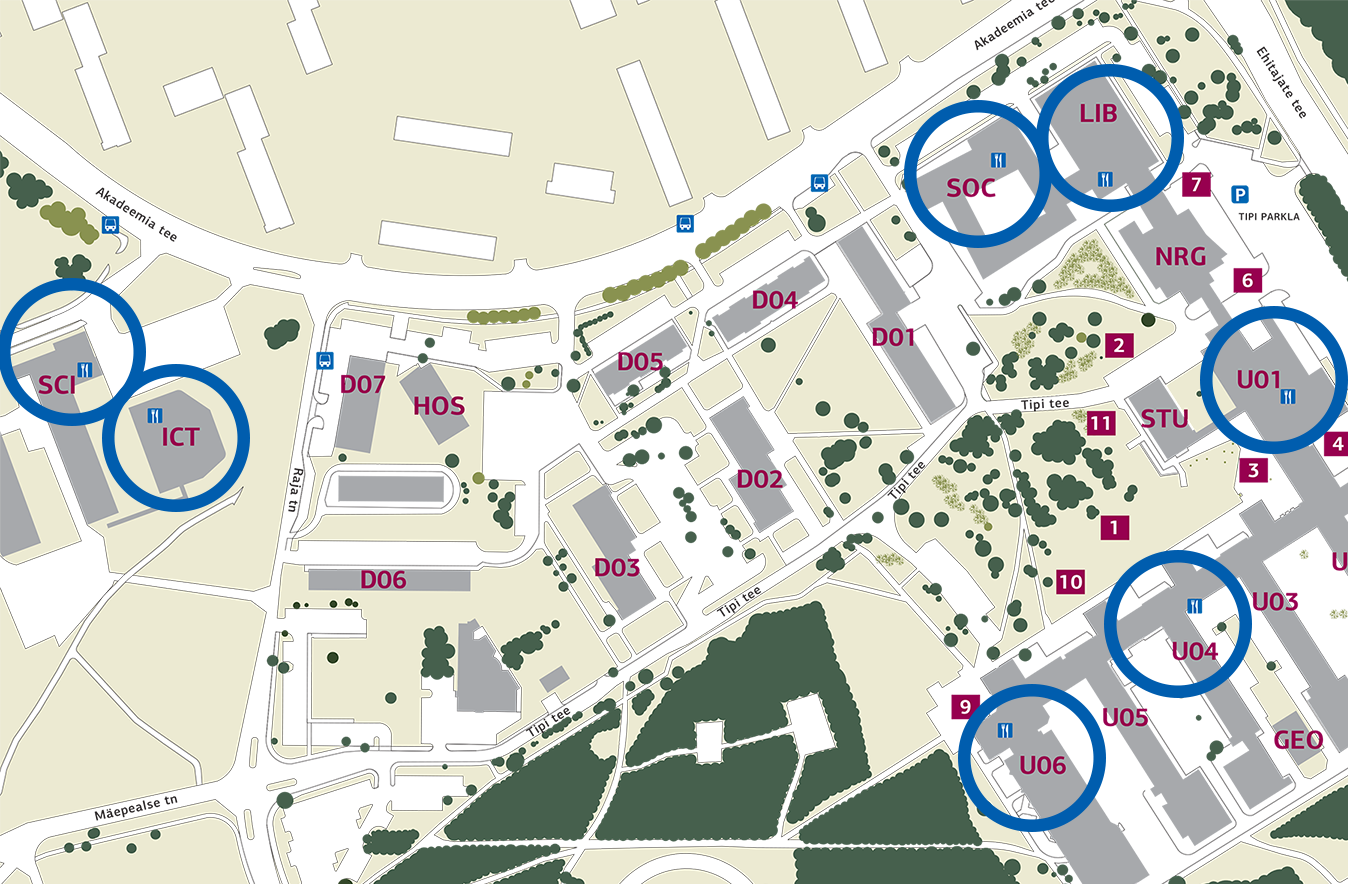 Akadeemia tee
Ehitajate tee
LIB
SOC
7
P
TIPI PARKLA
Akadeemia tee
NRG
6
D04
D01
2
D05
U01
SCI
D07
HOS
Tipi tee
STU
11
ICT
4
3
D02
Tipi tee
Raja tn
1
D03
D06
10
U
U03
Tipi tee
U04
9
U05
Tipi tee
GEO
U06
Mäepealse tn